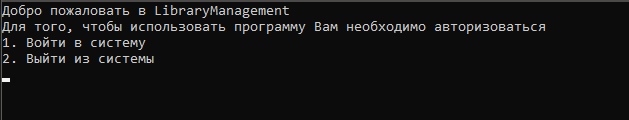 Добро пожаловать в LibraryManagement
Для того, чтобы использовать программу Вам необходимо авторизоваться
1. Войти в систему
2. Выйти из системы